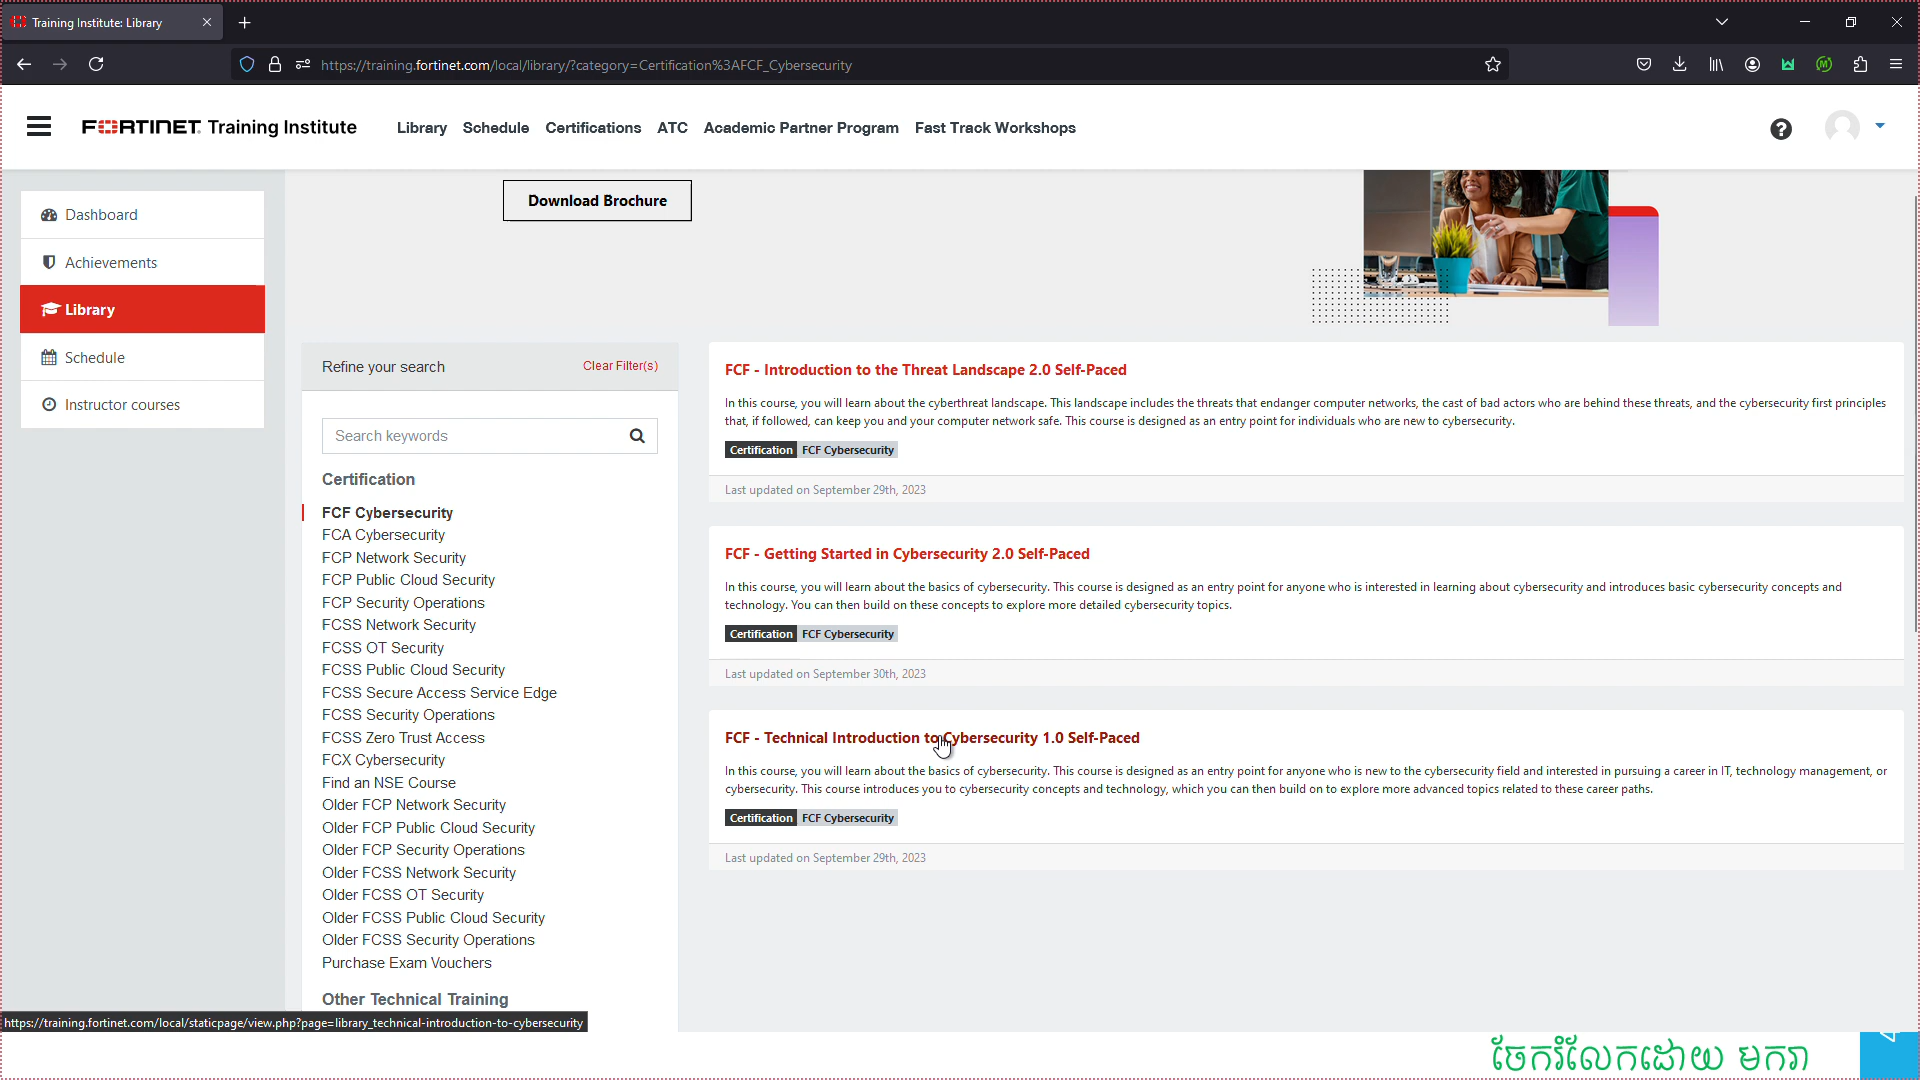 Training Institute: Library
https://training.fortinet.com/local/library/?category=Certification%3AFCF_Cybersecurity
FORTINET Training Institute
Library Schedule Certifications ATC Academic Partner Program Fast Track Workshops
Dashboard
Achievements
Library
Schedule
Instructor courses
Download Brochure
Refine your search Clear Filter(s)
Search keywords
Certification
FCF Cybersecurity
FCA Cybersecurity
FCP Network Security
FCP Public Cloud Security
FCP Security Operations
FCSS Network Security
FCSS OT Security
FCSS Public Cloud Security
FCSS Secure Access Service Edge
FCSS Security Operations
FCSS Zero Trust Access
FCX Cybersecurity
Find an NSE Course
Older FCP Network Security
Older FCP Public Cloud Security
Older FCP Security Operations
Older FCSS Network Security
Older FCSS OT Security
Older FCSS Public Cloud Security
Older FCSS Security Operations
Purchase Exam Vouchers
Other Technical Training
FCF - Introduction to the Threat Landscape 2.0 Self-Paced
In this course, you will learn about the cyberthreat landscape. This landscape includes the threats that endanger computer networks, the cast of bad actors who are behind these threats, and the cybersecurity first principles
that, if followed, can keep you and your computer network safe. This course is designed as an entry point for individuals who are new to cybersecurity.
Certification FCF Cybersecurity
Last updated on September 29th, 2023
FCF - Getting Started in Cybersecurity 2.0 Self-Paced
In this course, you will learn about the basics of cybersecurity. This course is designed as an entry point for anyone who is interested in learning about cybersecurity and introduces basic cybersecurity concepts and
technology. You can then build on these concepts to explore more detailed cybersecurity topics.
Certification FCF Cybersecurity
Last updated on September 30th, 2023
FCF - Technical Introduction to Cybersecurity 1.0 Self-Paced
In this course, you will learn about the basics of cybersecurity. This course is designed as an entry point for anyone who is new to the cybersecurity field and interested in pursuing a career in IT, technology management, or
cybersecurity. This course introduces you to cybersecurity concepts and technology, which you can then build on to explore more advanced topics related to these career paths.
Certification FCF Cybersecurity
Last updated on September 29th, 2023
https://training.fortinet.com/local/staticpage/view.php?page=library_technical-introduction-to-cybersecurity
ចែករំលែកដោយ មករា